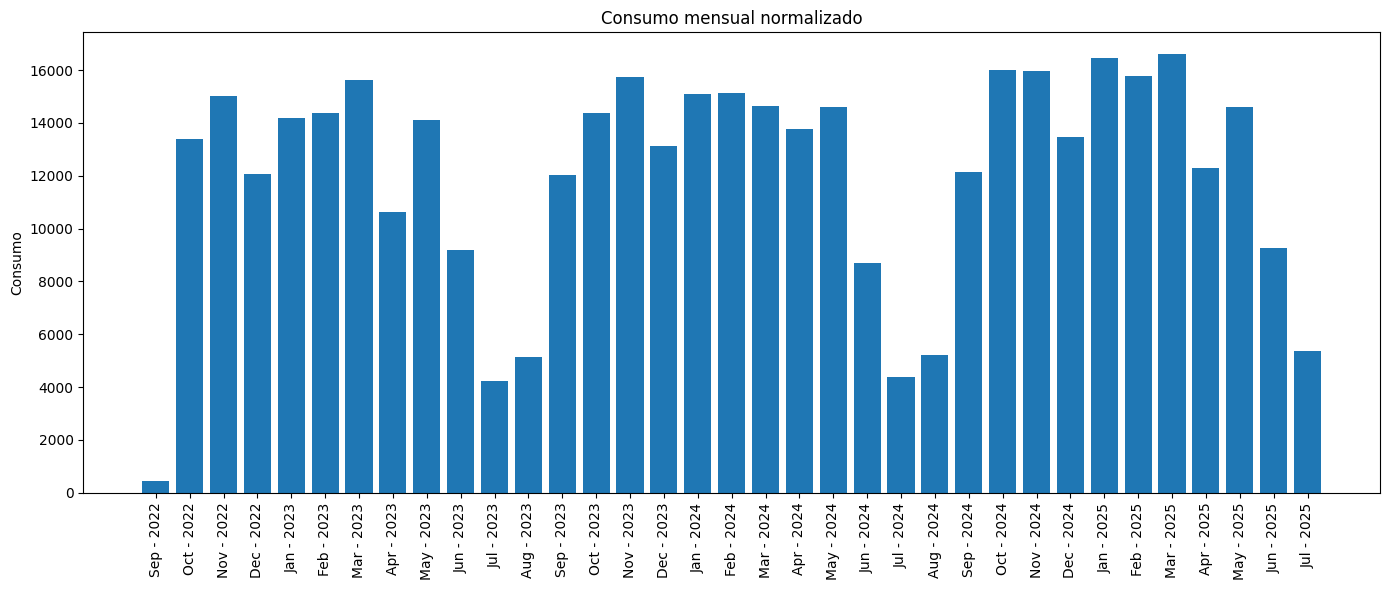 Consumo mensual normalizado
Consumo
16000
14000
12000
10000
8000
6000
4000
2000
0
Sep - 2022
Oct - 2022
Nov - 2022
Dec - 2022
Jan - 2023
Feb - 2023
Mar - 2023
Apr - 2023
May - 2023
Jun - 2023
Jul - 2023
Aug - 2023
Sep - 2023
Oct - 2023
Nov - 2023
Dec - 2023
Jan - 2024
Feb - 2024
Mar - 2024
Apr - 2024
May - 2024
Jun - 2024
Jul - 2024
Aug - 2024
Sep - 2024
Oct - 2024
Nov - 2024
Dec - 2024
Jan - 2025
Feb - 2025
Mar - 2025
Apr - 2025
May - 2025
Jun - 2025
Jul - 2025